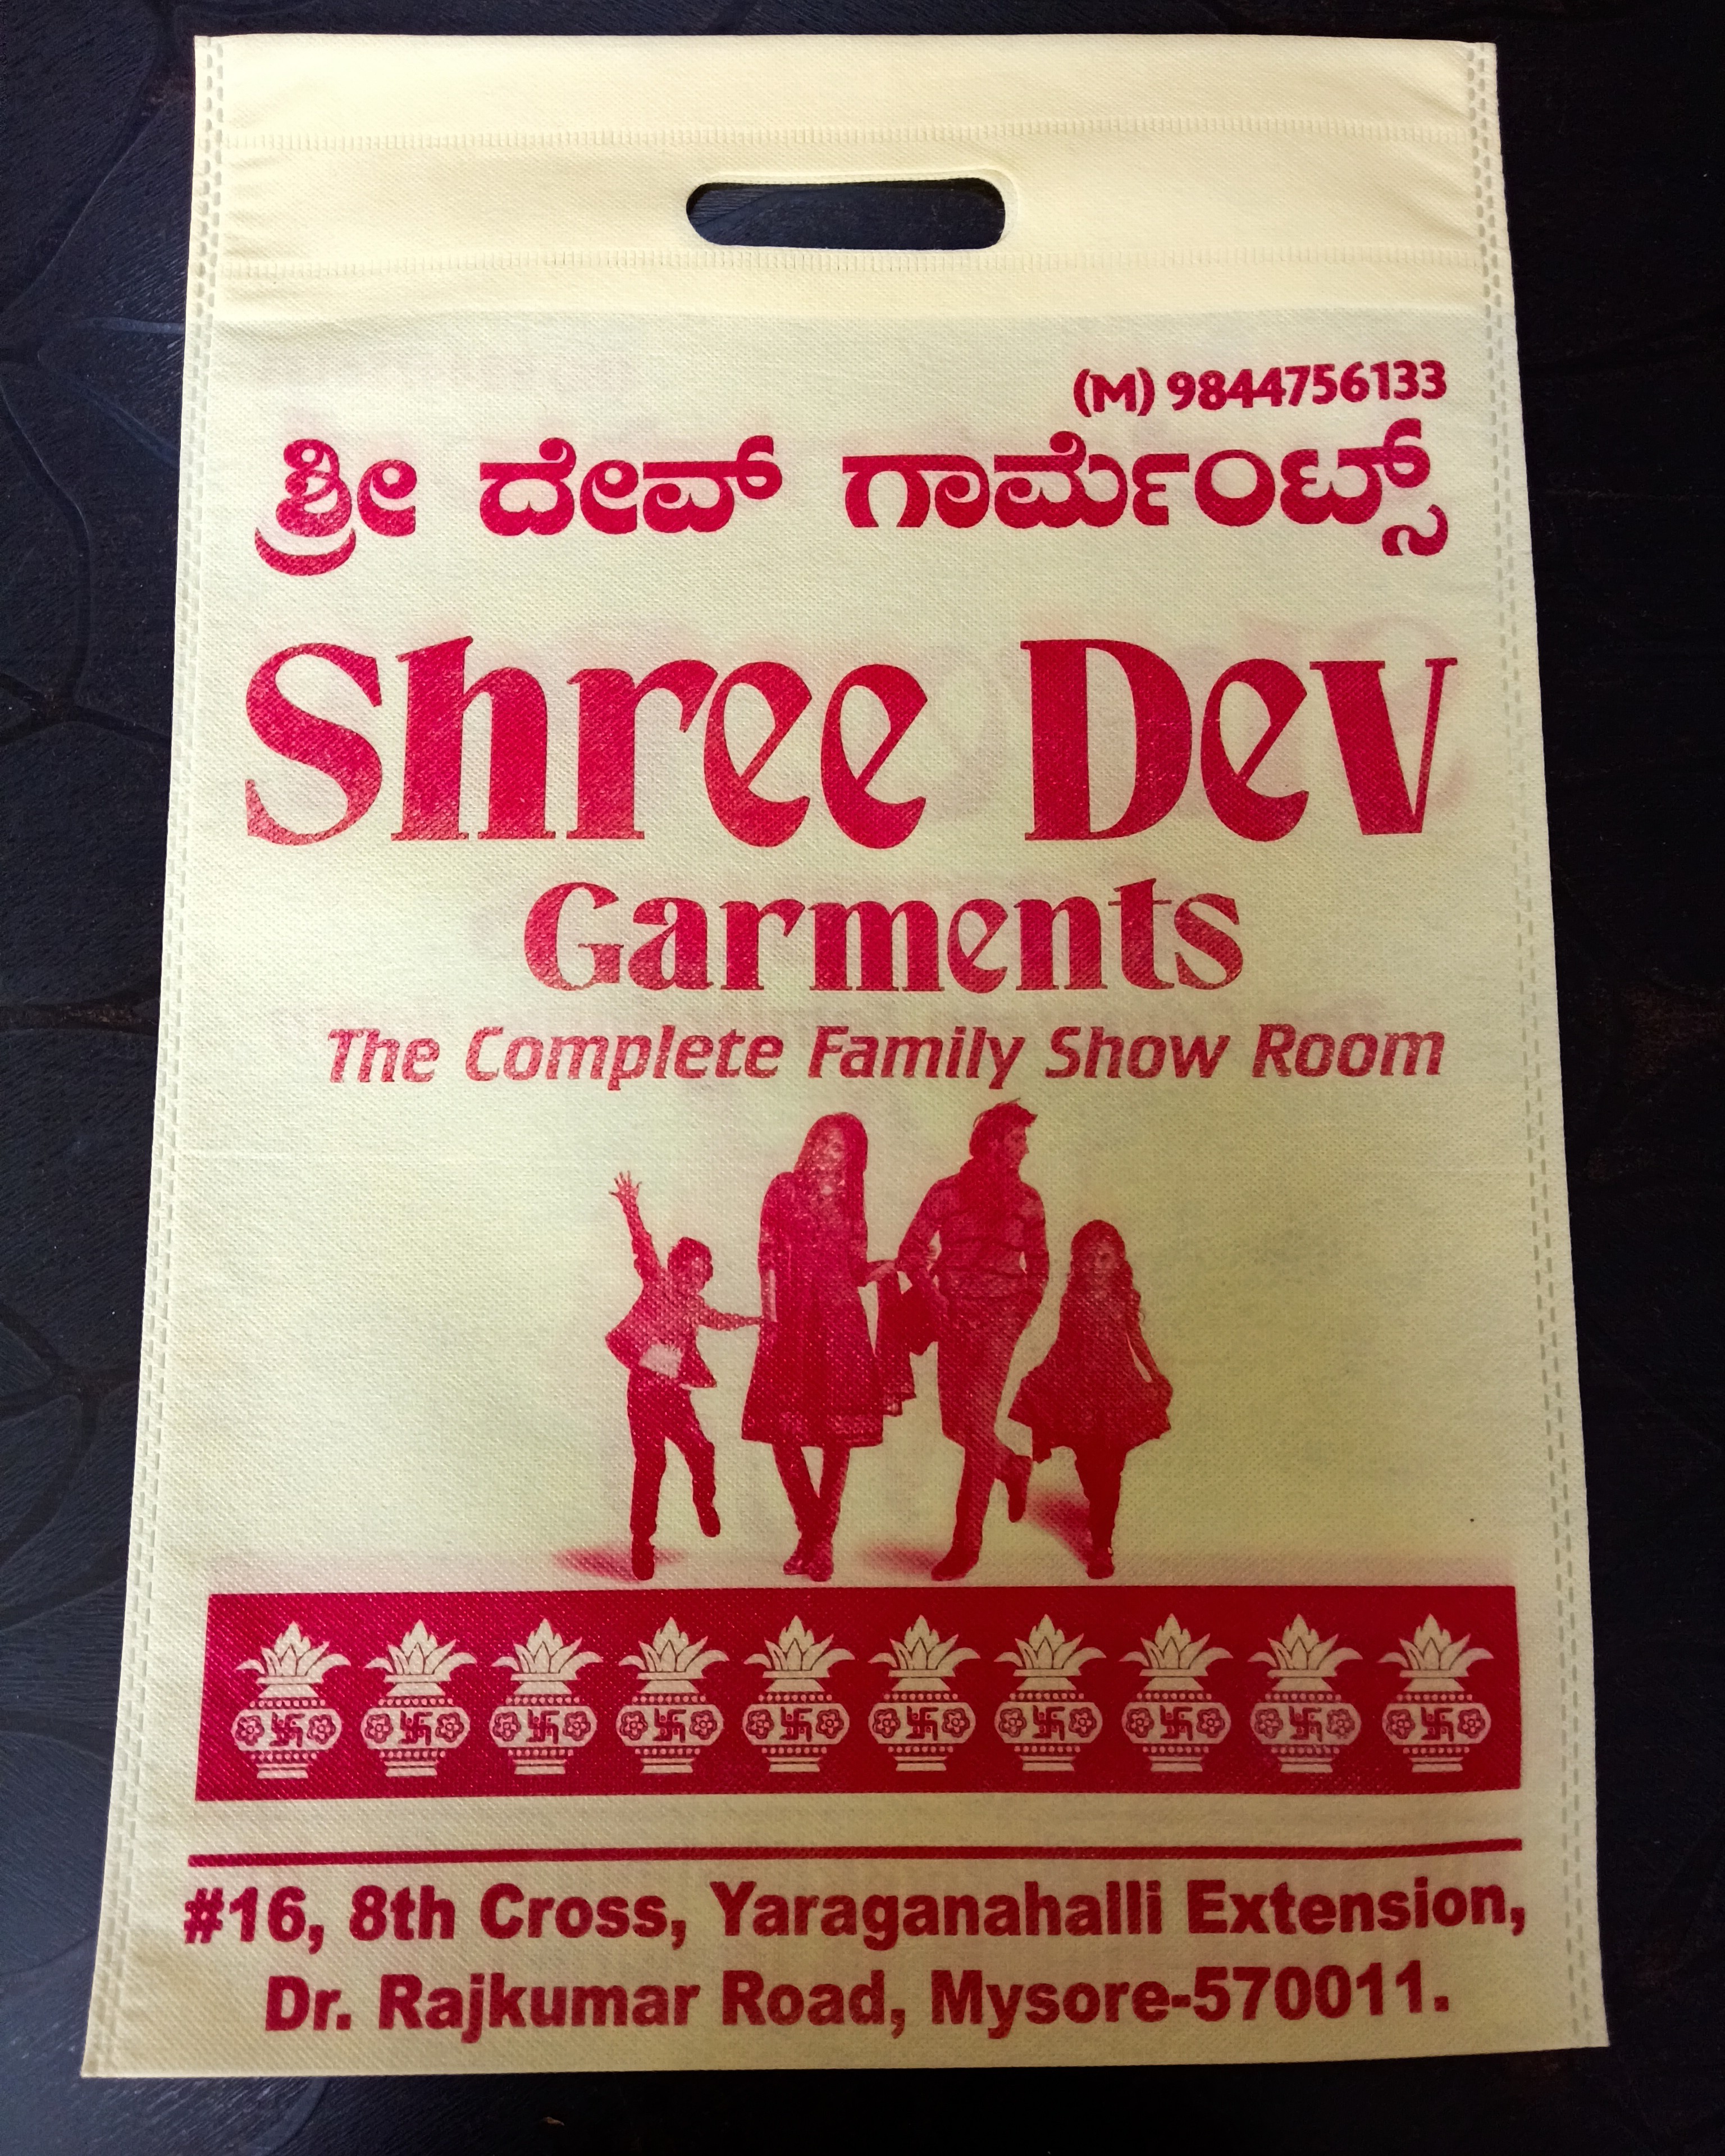 (M) 9844756133
ಶ್ರೀ ದೇವ್ ಗಾರ್ಮೆಂಟ್ಸ್
Shree Dev
Garments
The Complete Family Show Room
#16, 8th Cross, Yaraganahalli Extension,
Dr. Rajkumar Road, Mysore-570011.